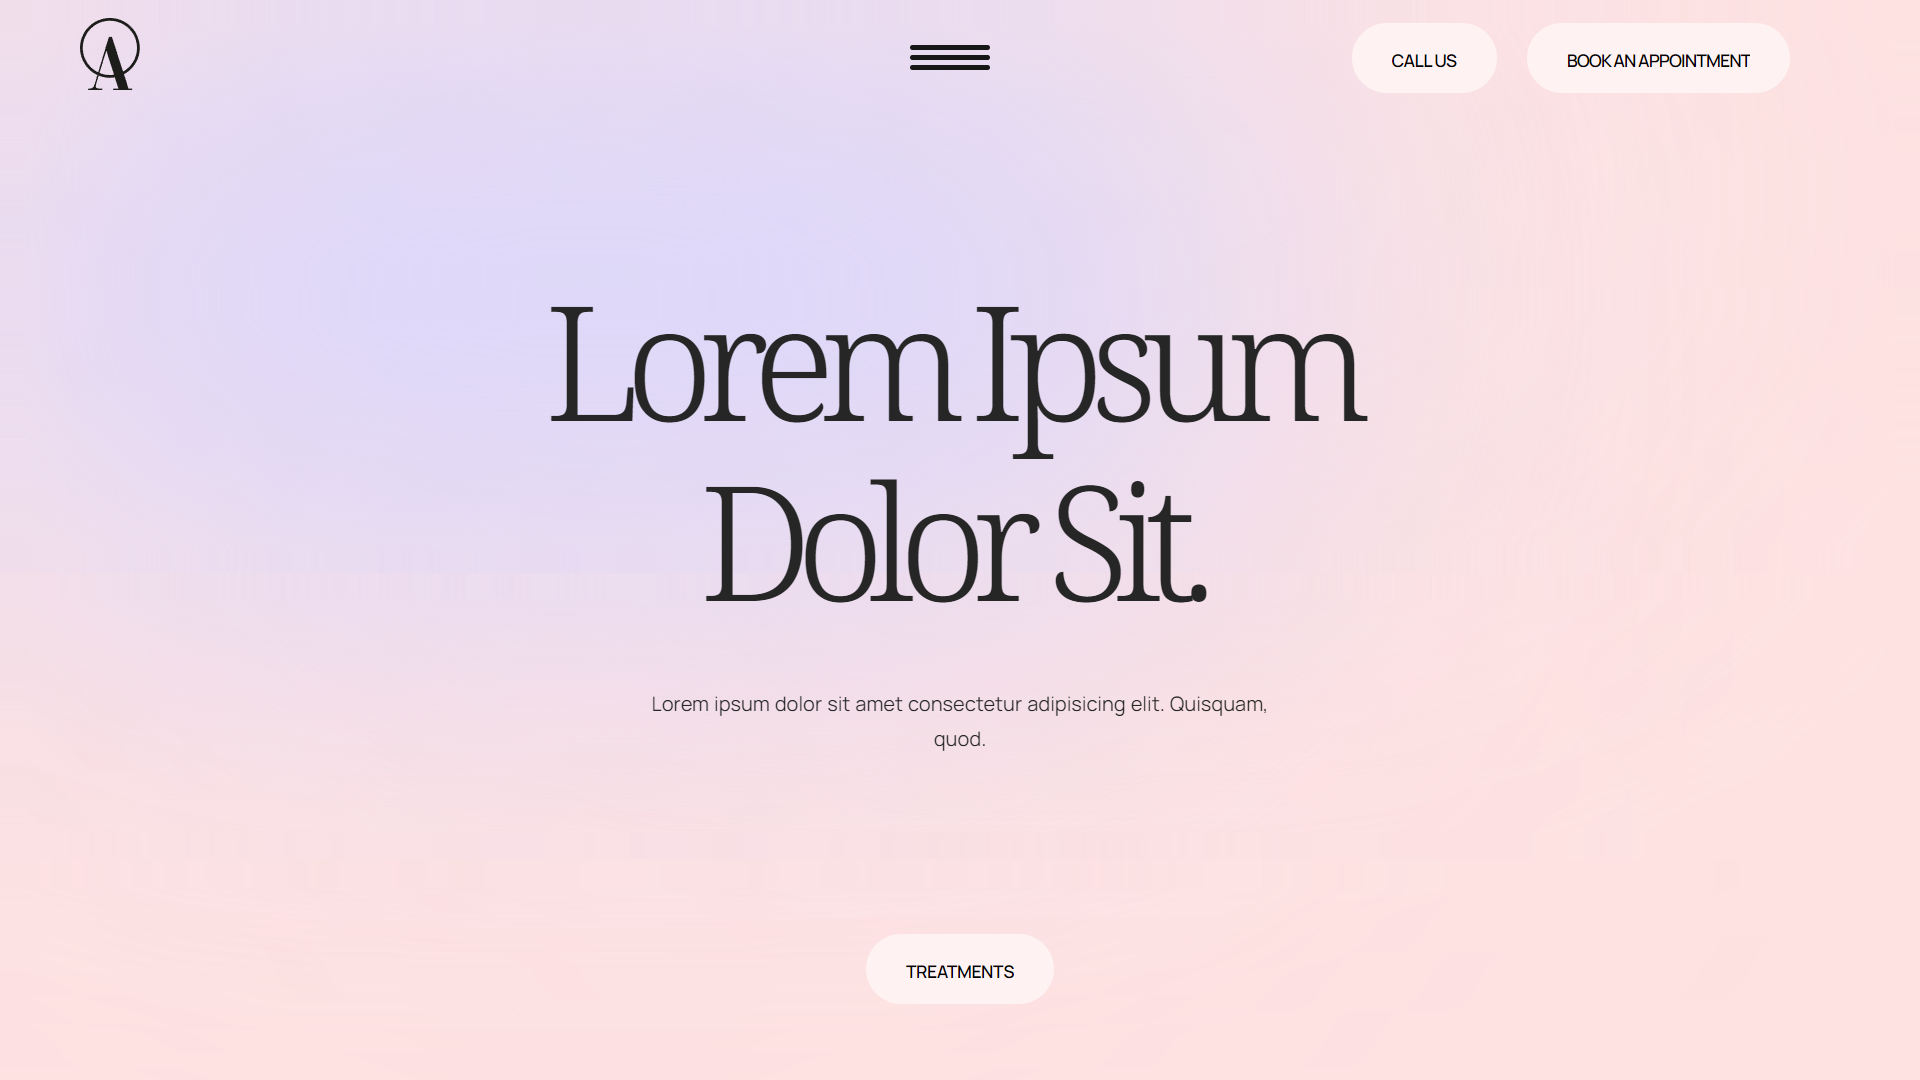 A
CALL US
BOOK AN APPOINTMENT
Lorem Ipsum
Dolor Sit.
Lorem ipsum dolor sit amet consectetur adipisicing elit. Quisquam,
quod.
TREATMENTS